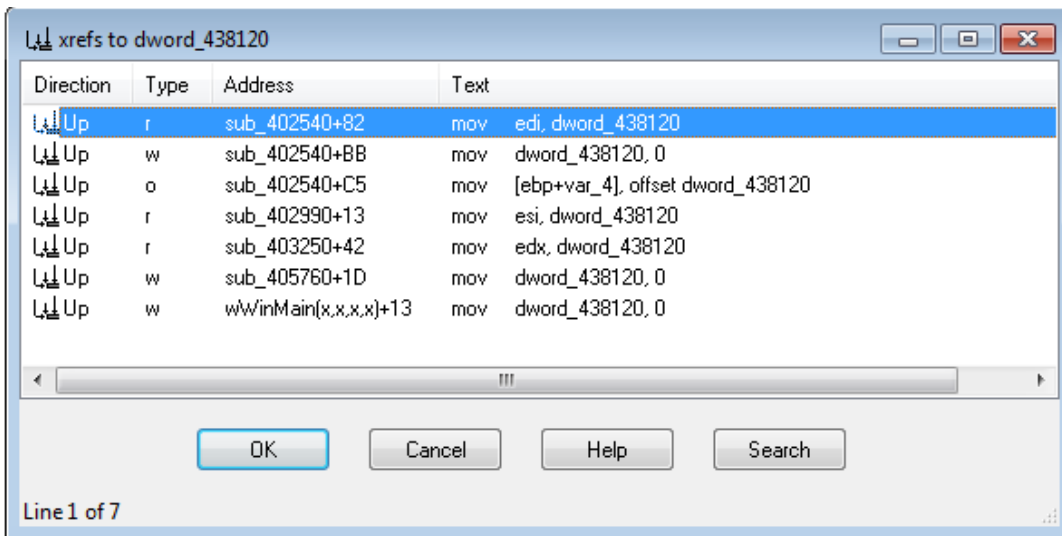 xrefs to dword_438120
Direction Type Address Text
Up r sub_402540+82 mov edi, dword_438120
Up w sub_402540+BB mov dword_438120, 0
Up o sub_402540+C5 mov [ebp+var_4], offset dword_438120
Up r sub_402990+13 mov esi, dword_438120
Up r sub_403250+42 mov edx, dword_438120
Up w sub_405760+1D mov dword_438120, 0
Up w wWinMain(x,x,x,x)+13 mov dword_438120, 0
OK Cancel Help Search
Line 1 of 7